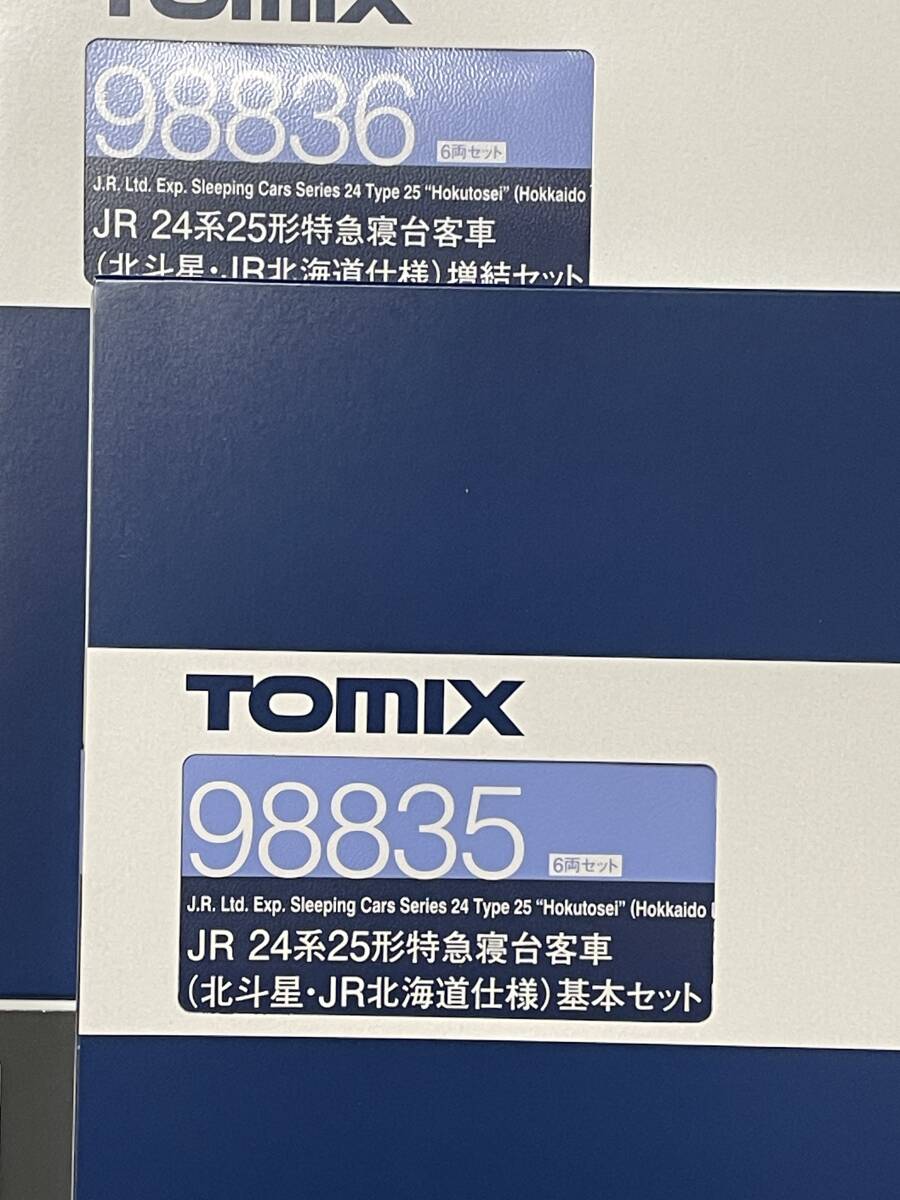 TOMIX
98836
6両セット
J.R. Ltd. Exp. Sleeping Cars Series 24 Type 25 “Hokutosei” (Hokkaido
JR 24系25形特急寝台客車
(北斗星・JR北海道仕様)増結セット
TOMIX
98835
6両セット
J.R. Ltd. Exp. Sleeping Cars Series 24 Type 25 “Hokutosei” (Hokkaido
JR 24系25形特急寝台客車
(北斗星・JR北海道仕様)基本セット